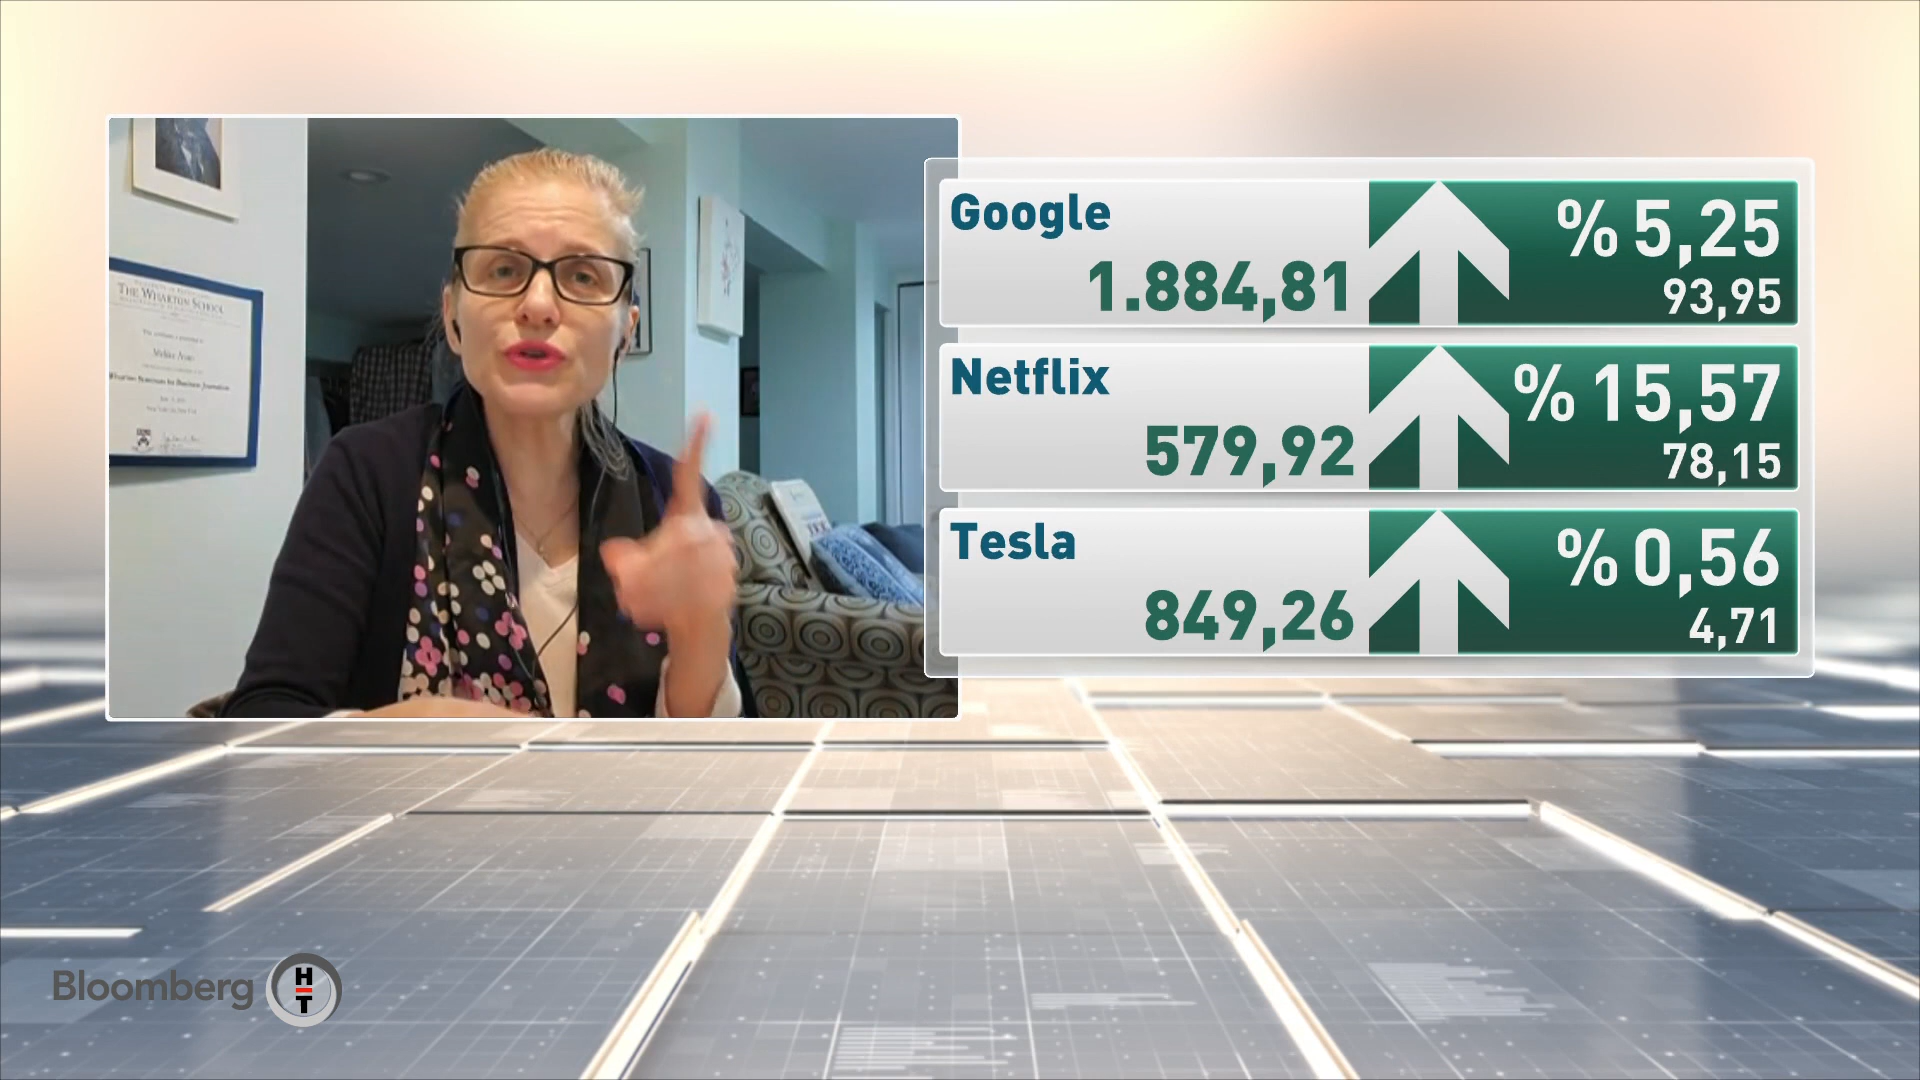 THE WHARTON SCHOOL
Google
1.884,81
% 5,25
93,95
Netflix
579,92
% 15,57
78,15
Tesla
849,26
% 0,56
4,71
Bloomberg HT